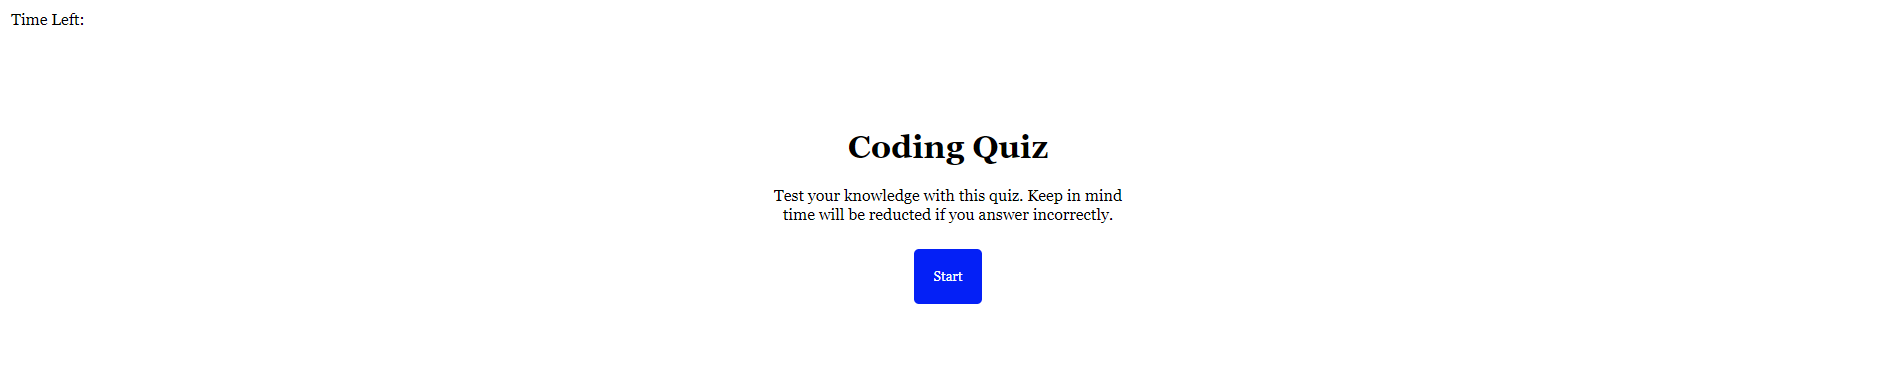 Time Left:
Coding Quiz
Test your knowledge with this quiz. Keep in mind
time will be reducted if you answer incorrectly.
Start